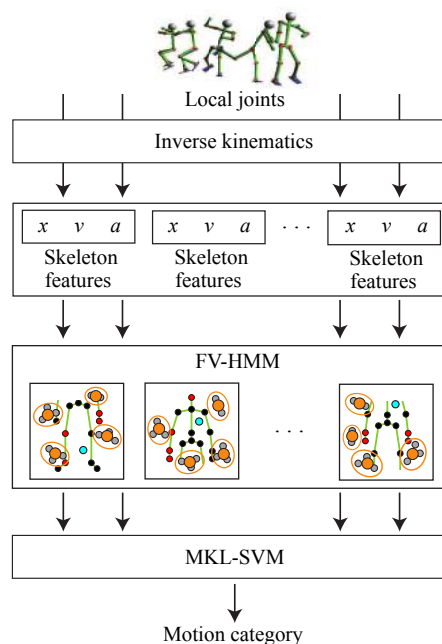 Local joints
Inverse kinematics
x v a x v a . . . x v a
Skeleton features Skeleton features Skeleton features
FV-HMM
. . .
MKL-SVM
Motion category